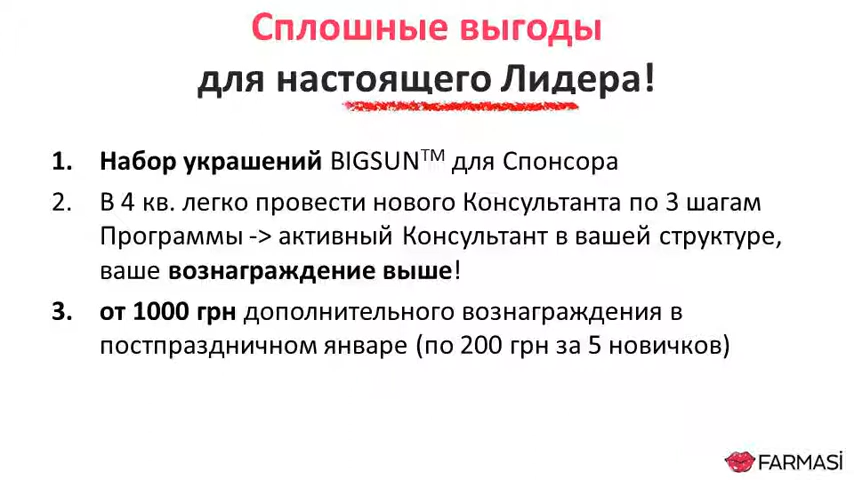 Сплошные выгоды
для настоящего Лидера!
1. Набор украшений BIGSUN™ для Спонсора
2. В 4 кв. легко провести нового Консультанта по 3 шагам
Программы -> активный Консультант в вашей структуре,
ваше вознаграждение выше!
3. от 1000 грн дополнительного вознаграждения в
постпраздничном январе (по 200 грн за 5 новичков)
FARMASİ